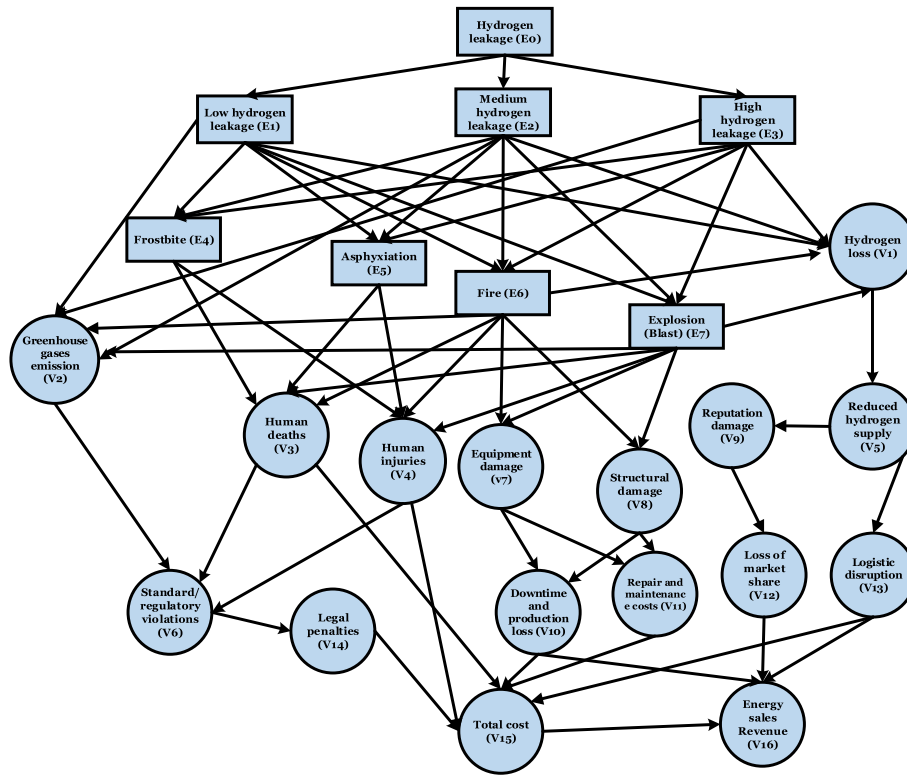 Hydrogen
leakage (E0)
Low hydrogen
leakage (E1)
Medium
hydrogen
leakage (E2)
High
hydrogen
leakage (E3)
Frostbite (E4)
Asphyxiation
(E5)
Fire (E6)
Explosion
(Blast) (E7)
Hydrogen
loss (V1)
Greenhouse
gases
emission
(V2)
Human
deaths
(V3)
Human
injuries
(V4)
Equipment
damage
(v7)
Structural
damage
(V8)
Reputation
damage
(V9)
Reduced
hydrogen
supply
(V5)
Standard/
regulatory
violations
(V6)
Legal
penalties
(V14)
Downtime
and
production
loss (V10)
Repair and
maintenanc
e costs (V11)
Loss of
market
share
(V12)
Logistic
disruption
(V13)
Total cost
(V15)
Energy
sales
Revenue
(V16)